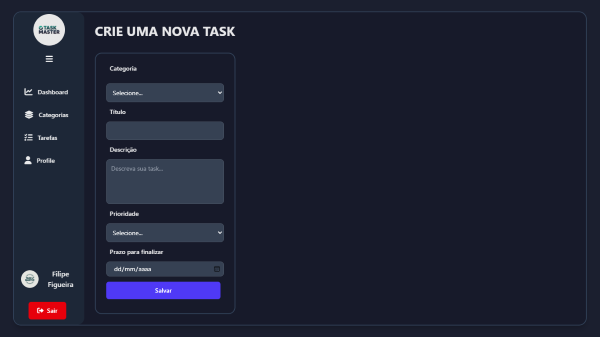 TASK
MASTER
CRIE UMA NOVA TASK
Categoria
Selecione...
Dashboard
Título
Categorias
Tarefas
Descrição
Profile
Descreva sua task...
Prioridade
Selecione...
Prazo para finalizar
dd/mm/aaaa
Filipe
Figueira
Salvar
Sair